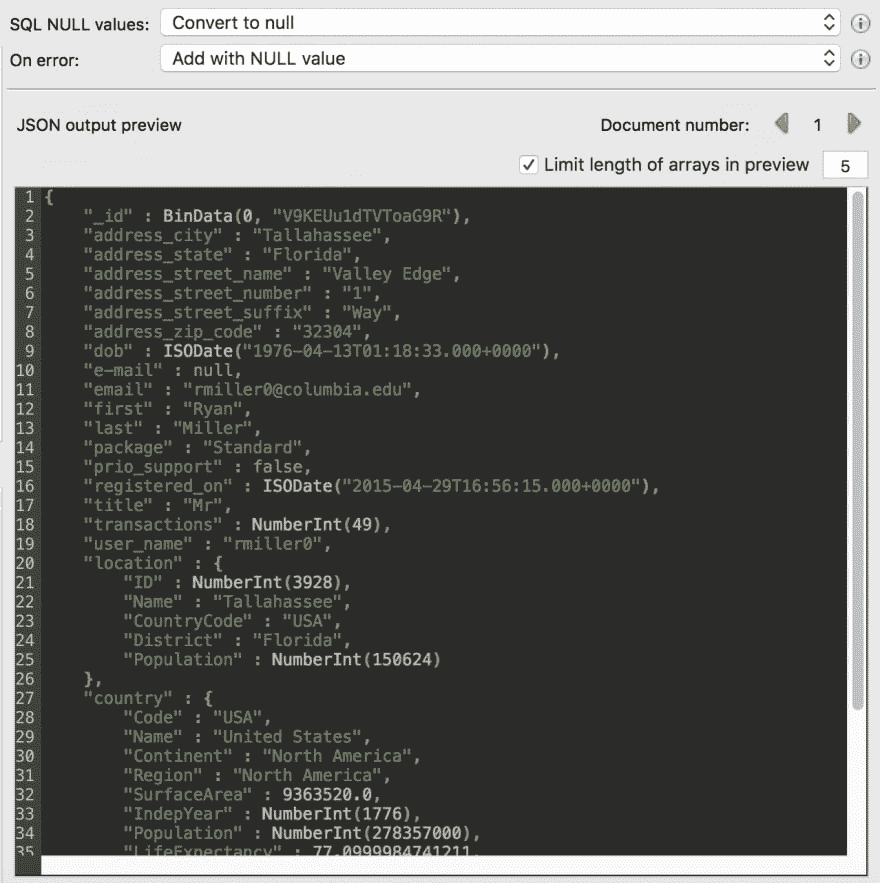 SQL NULL values: Convert to null
On error: Add with NULL value
JSON output preview Document number: 1
Limit length of arrays in preview 5
1 {
2 "_id" : BinData(0, "V9KEUu1dTVToaG9R"),
3 "address_city" : "Tallahassee",
4 "address_state" : "Florida",
5 "address_street_name" : "Valley Edge",
6 "address_street_number" : "1",
7 "address_street_suffix" : "Way",
8 "address_zip_code" : "32304",
9 "dob" : ISODate("1976-04-13T01:18:33.000+0000"),
10 "e-mail" : null,
11 "email" : "rmiller0@columbia.edu",
12 "first" : "Ryan",
13 "last" : "Miller",
14 "package" : "Standard",
15 "prio_support" : false,
16 "registered_on" : ISODate("2015-04-29T16:56:15.000+0000"),
17 "title" : "Mr",
18 "transactions" : NumberInt(49),
19 "user_name" : "rmiller0",
20 "location" : {
21 "ID" : NumberInt(3928),
22 "Name" : "Tallahassee",
23 "CountryCode" : "USA",
24 "District" : "Florida",
25 "Population" : NumberInt(150624)
26 },
27 "country" : {
28 "Code" : "USA",
29 "Name" : "United States",
30 "Continent" : "North America",
31 "Region" : "North America",
32 "SurfaceArea" : 9363520.0,
33 "IndepYear" : NumberInt(1776),
34 "Population" : NumberInt(278357000),
35 "LifeExpectancy" : 77.0999984741211,